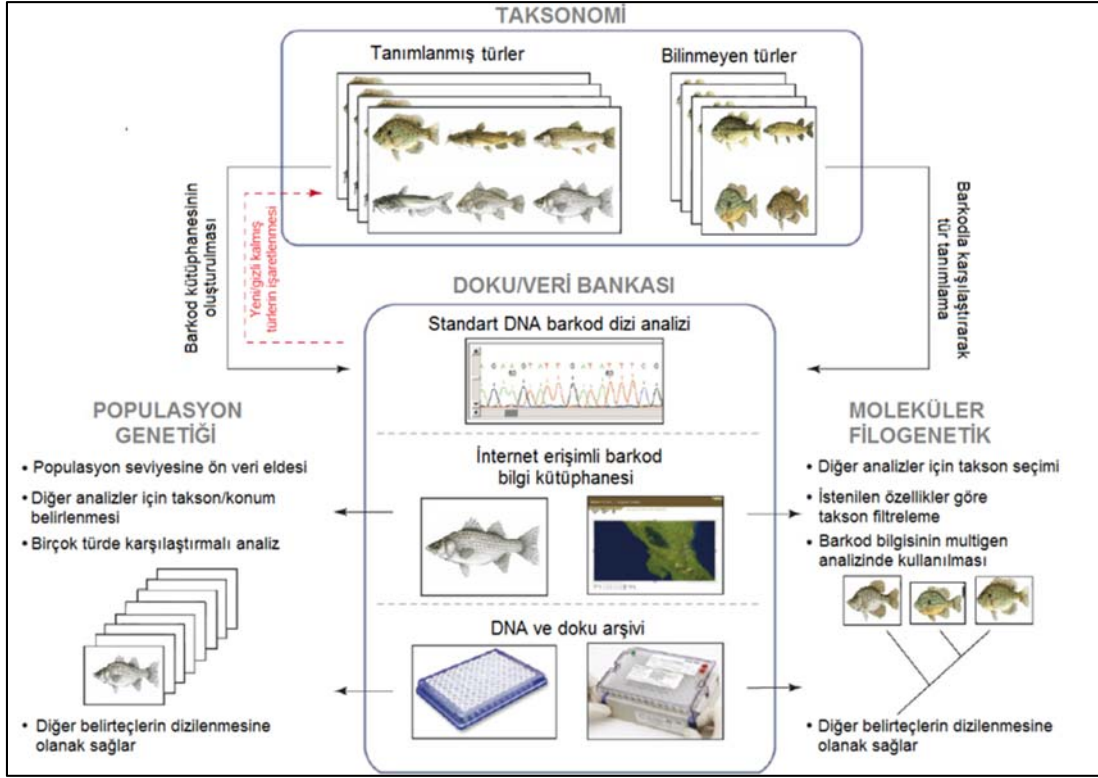 TAKSONOMİ
Tanımlanmış türler
Bilinmeyen türler
Barkod kütüphanesinin
oluşturulması
Yeni/gizli kalmış
türlerin işaretlenmesi
Barkodla karşılaştırarak
tür tanımlama
DOKU/VERİ BANKASI
Standart DNA barkod dizi analizi
POPULASYON
GENETİĞİ
• Populasyon seviyesine ön veri eldesi
• Diğer analizler için takson/konum
belirlenmesi
• Birçok türde karşılaştırmalı analiz
İnternet erişimli barkod
bilgi kütüphanesi
MOLEKÜLER
FİLOGENETİK
• Diğer analizler için takson seçimi
• İstenilen özellikler göre
takson filtreleme
• Barkod bilgisinin multigen
analizinde kullanılması
DNA ve doku arşivi
• Diğer belirteçlerin dizilenmesine
olanak sağlar
• Diğer belirteçlerin dizilenmesine
olanak sağlar